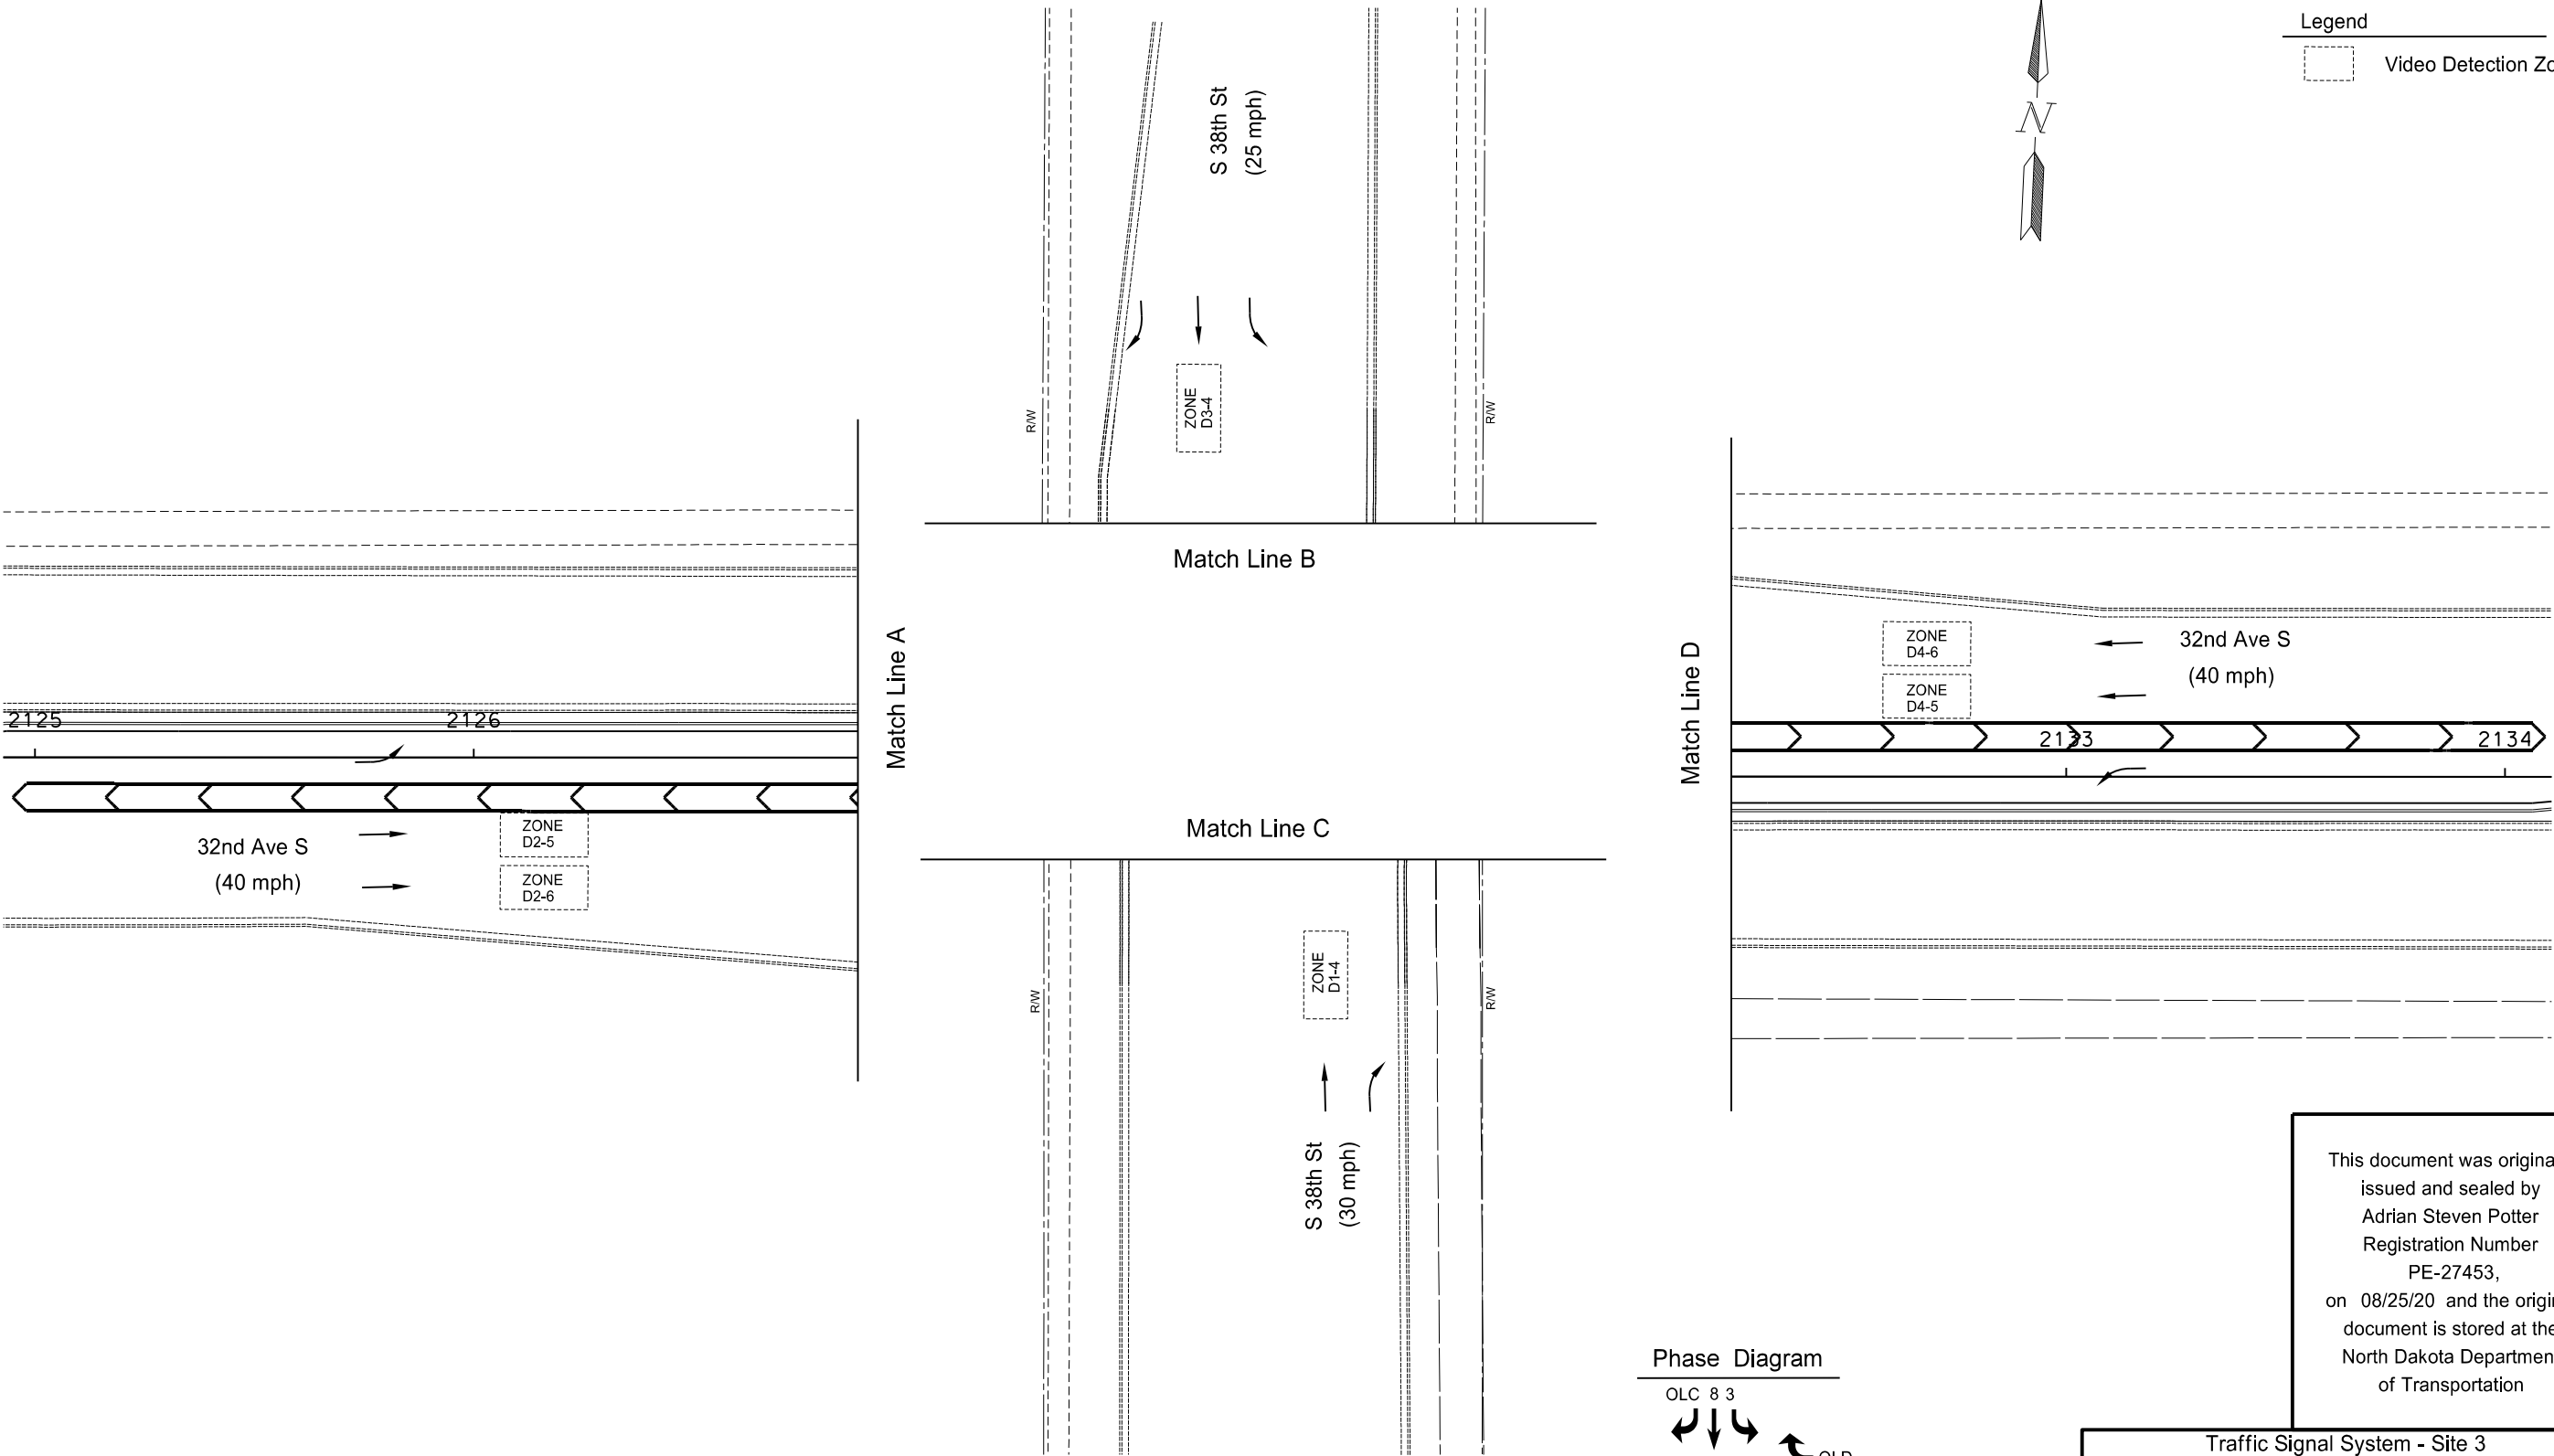 Legend
Video Detection Zo
S 38th St
(25 mph)
N
ZONE
D3-4
R/W
R/W
Match Line B
Match Line A
2125
2126
ZONE
D2-5
ZONE
D2-6
32nd Ave S
(40 mph)
Match Line D
ZONE
D4-6
ZONE
D4-5
32nd Ave S
(40 mph)
2133
2134
Match Line C
ZONE
D1-4
R/W
R/W
S 38th St
(30 mph)
This document was origina
issued and sealed by
Adrian Steven Potter
Registration Number
PE-27453,
on 08/25/20 and the origi
document is stored at the
North Dakota Departmen
of Transportation
Phase Diagram
OLC 8 3
OLD
Traffic Signal System - Site 3